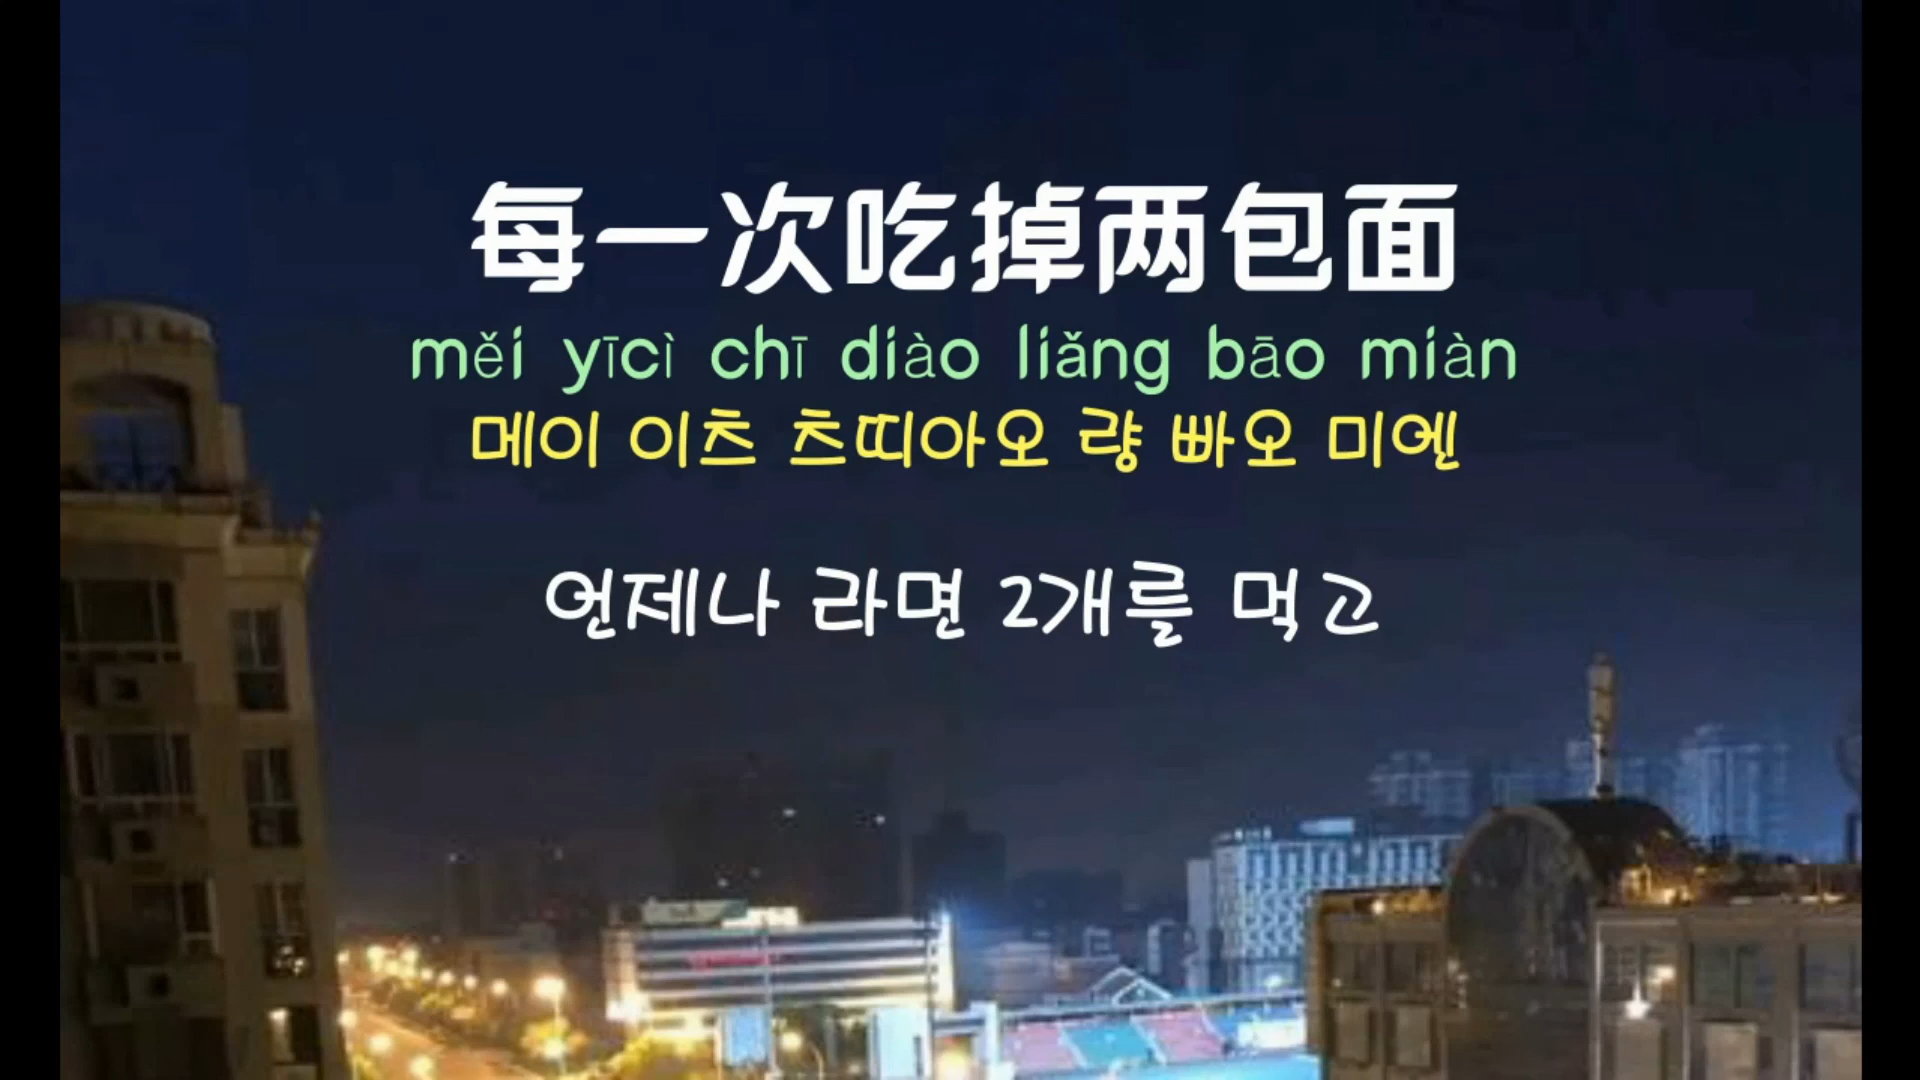 每一次吃掉两包面
měi yīcì chī diào liǎng bāo miàn
메이 이츠 츠띠아오 량 빠오 미엔
언제나 라면 2개를 먹고